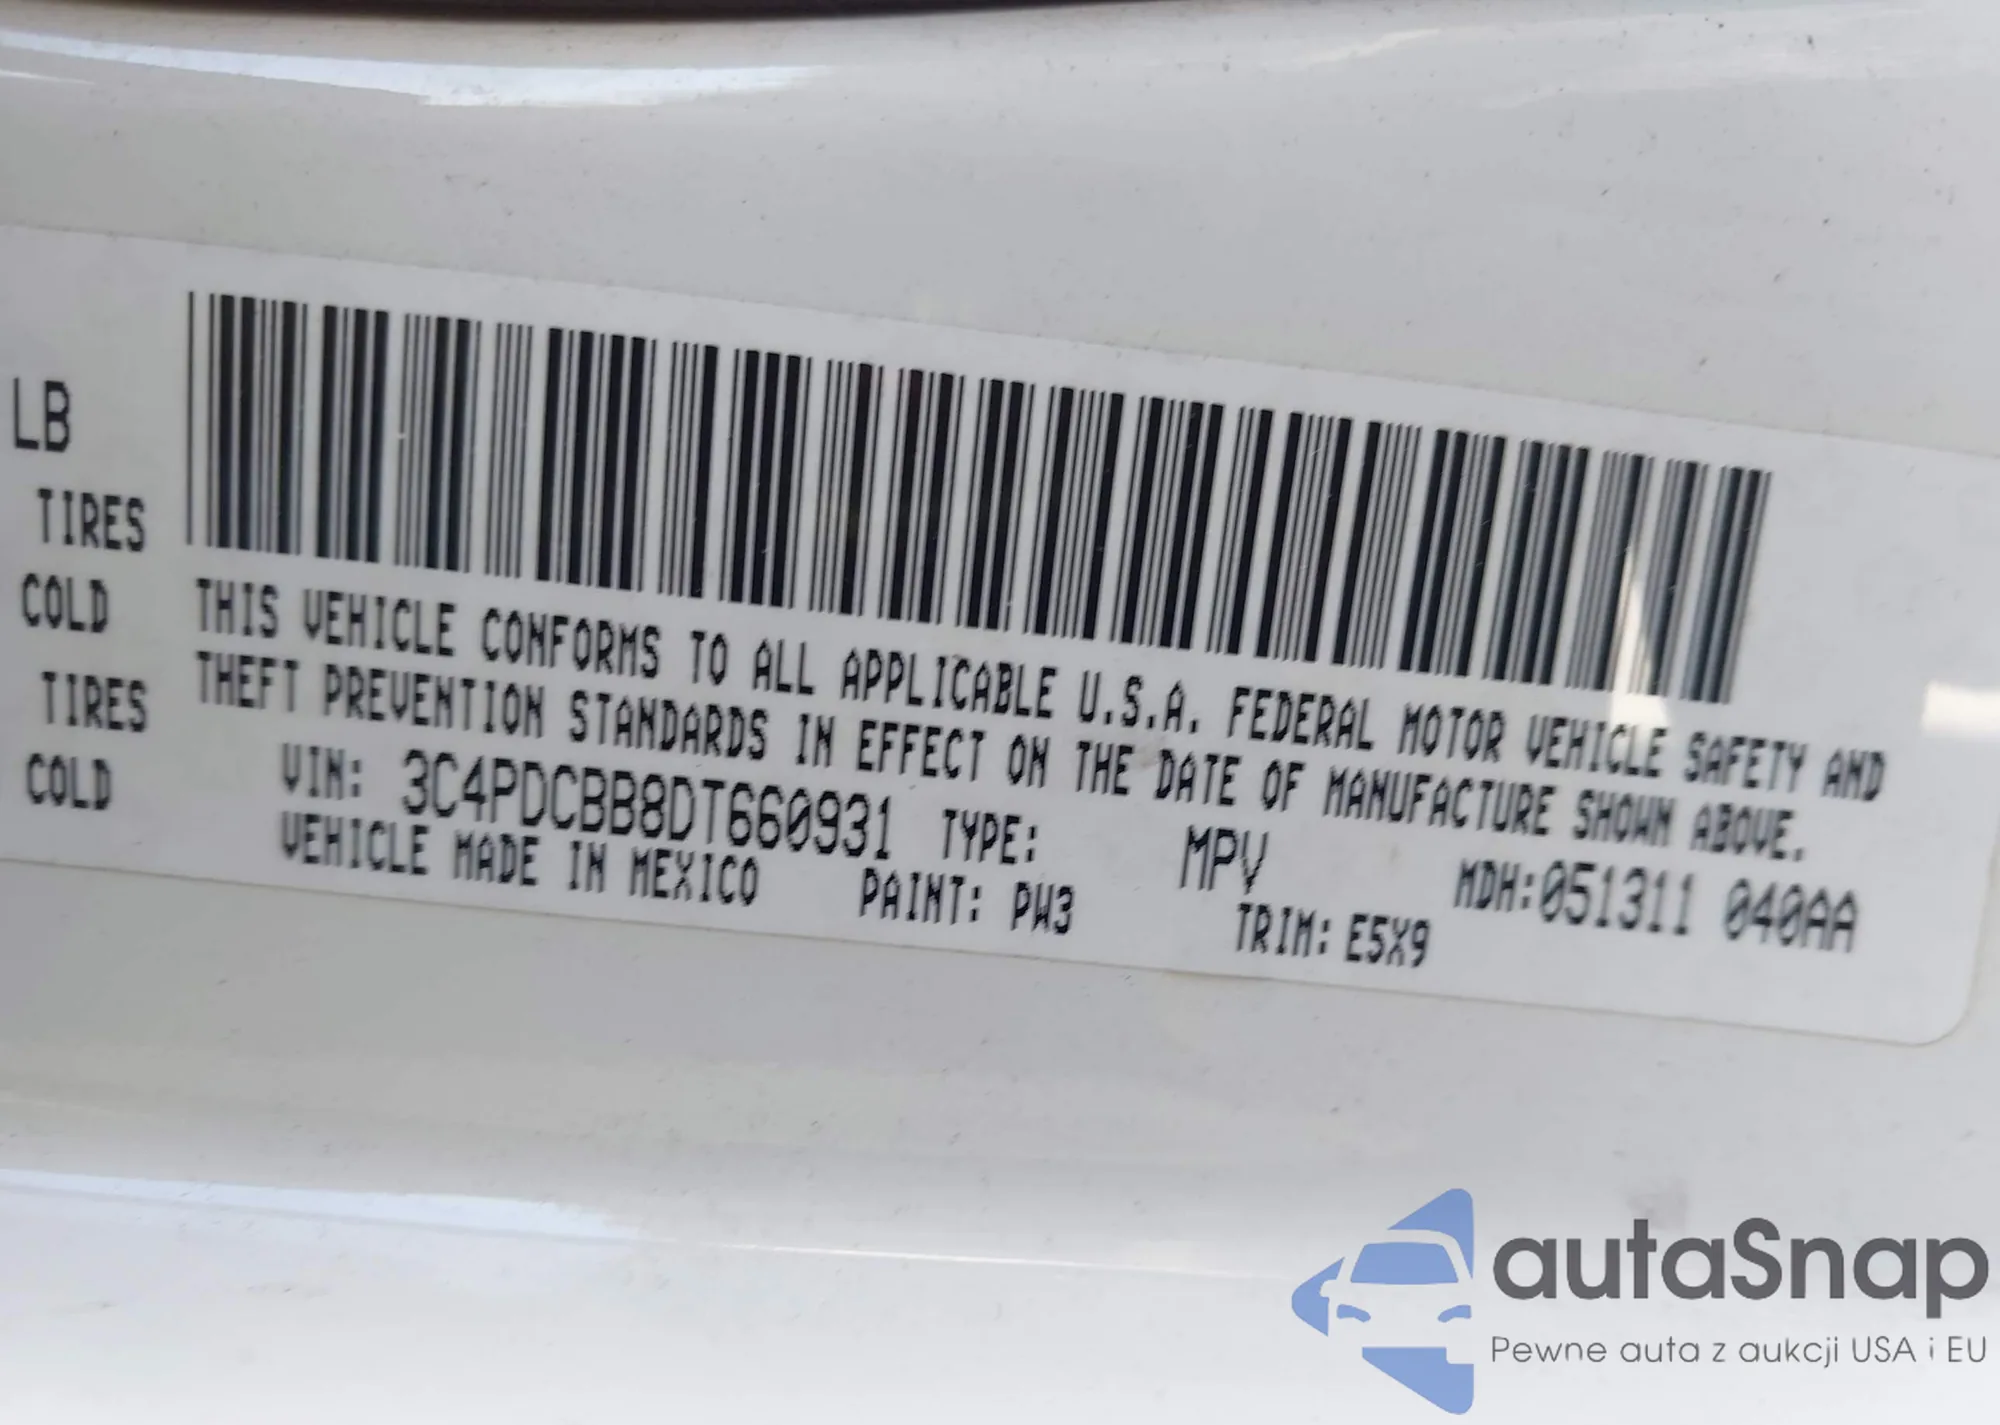 LB
TIRES
COLD
TIRES
COLD
THIS VEHICLE CONFORMS TO ALL APPLICABLE U.S.A. FEDERAL MOTOR VEHICLE SAFETY AND
THEFT PREVENTION STANDARDS IN EFFECT ON THE DATE OF MANUFACTURE SHOWN ABOVE.
VIN: 3C4PDCBB8DT660931 TYPE: MPV MDH:051311 040AA
VEHICLE MADE IN MEXICO PAINT: PW3 TRIM: E5X9
autaSnap
Pewne auta z aukcji USA i EU